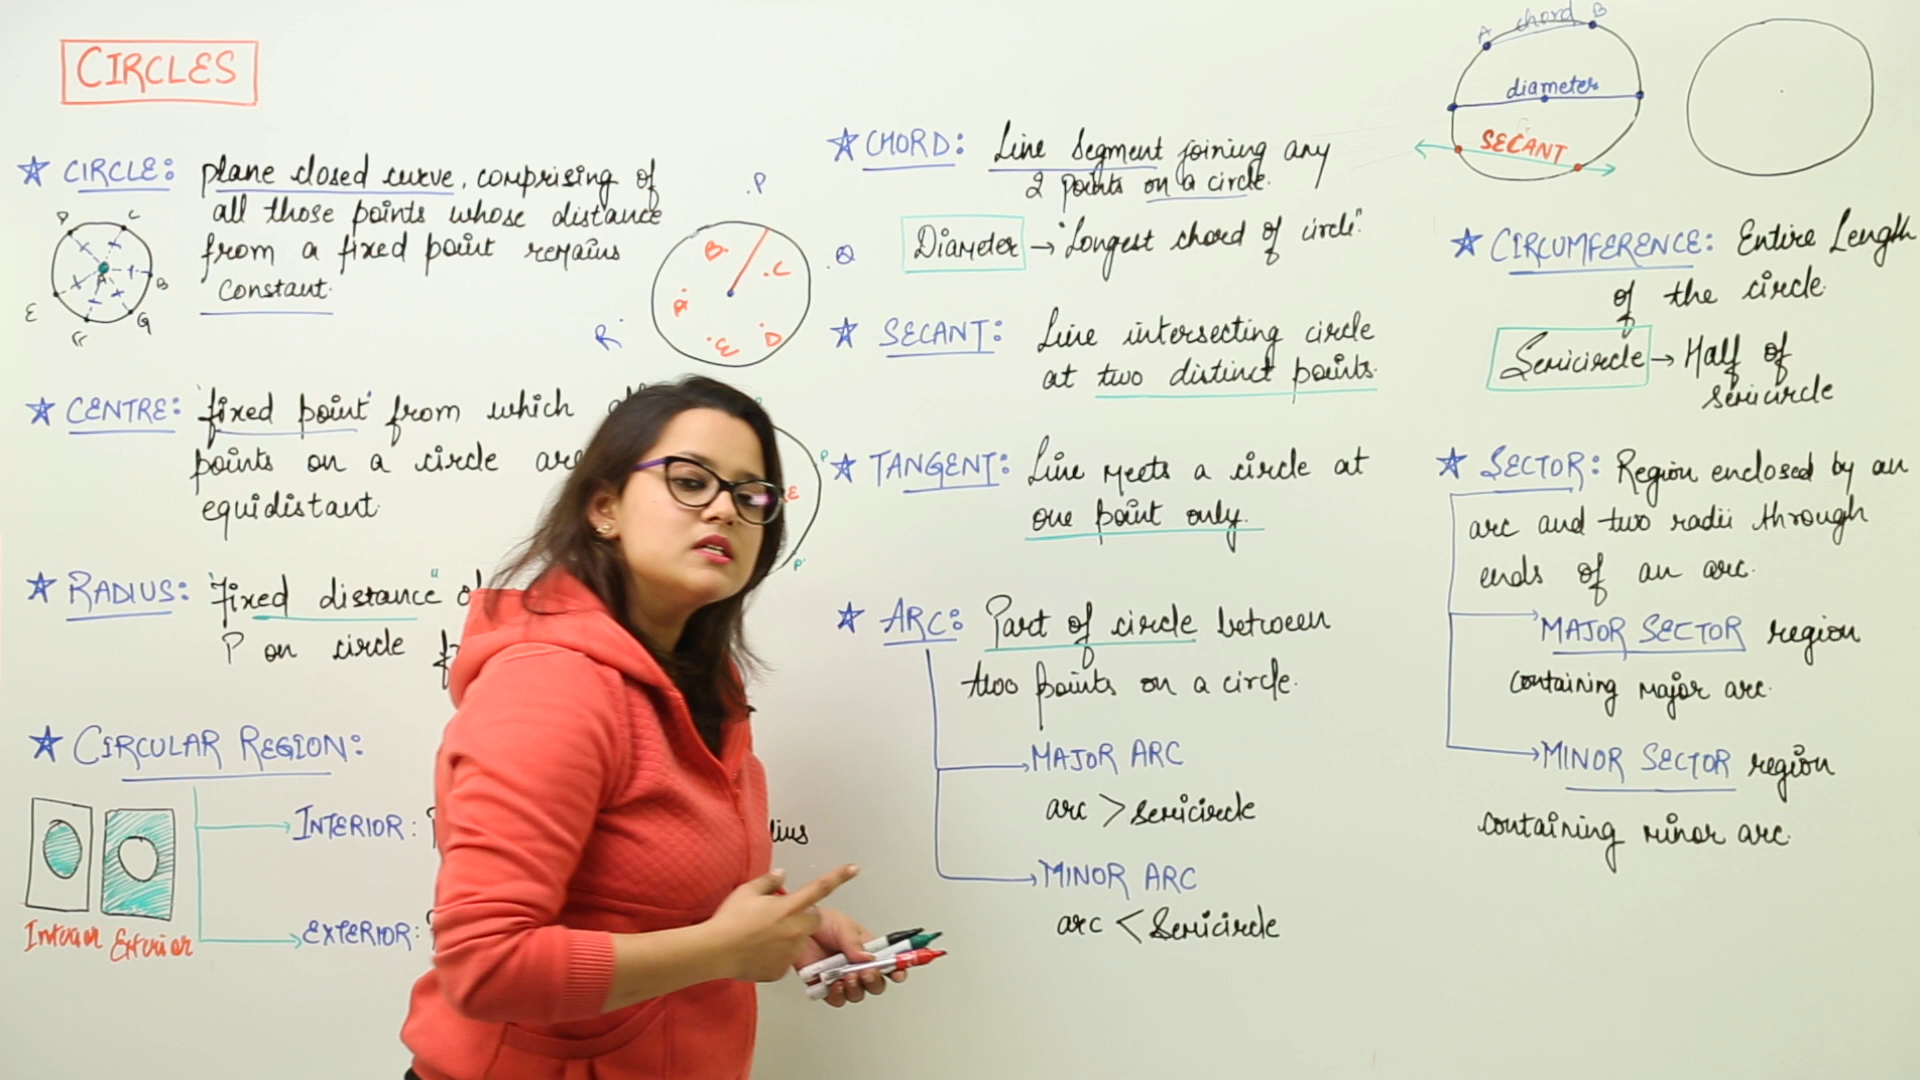 CIRCLES
☆ CIRCLE: plane closed curve, comprising of
all those points whose distance
from a fixed point remains
constant.
D C
A
B
E
G
.P
B.
.C
.Q
R
.E D
☆ CENTRE: "fixed point" from which
points on a circle are
equidistant.
E P
P
☆ RADIUS: "Fixed distance"
P on circle
☆ CIRCULAR REGION:
INTERIOR:
EXTERIOR:
Interior Exterior
☆ CHORD: Line Segment joining any
2 points on a circle.
Diameter → "Longest chord of circle".
☆ SECANT: Line intersecting circle
at two distinct points.
☆ TANGENT: Line meets a circle at
one point only.
☆ ARC: Part of circle between
two points on a circle.
→ MAJOR ARC
arc > Semicircle
→ MINOR ARC
arc < Semicircle
A chord B
diameter
SECANT
☆ CIRCUMFERENCE: Entire Length
of the circle.
Semicircle → Half of
semicircle
☆ SECTOR: Region enclosed by an
arc and two radii through
ends of an arc.
→ MAJOR SECTOR region
containing major arc.
→ MINOR SECTOR region
containing minor arc.